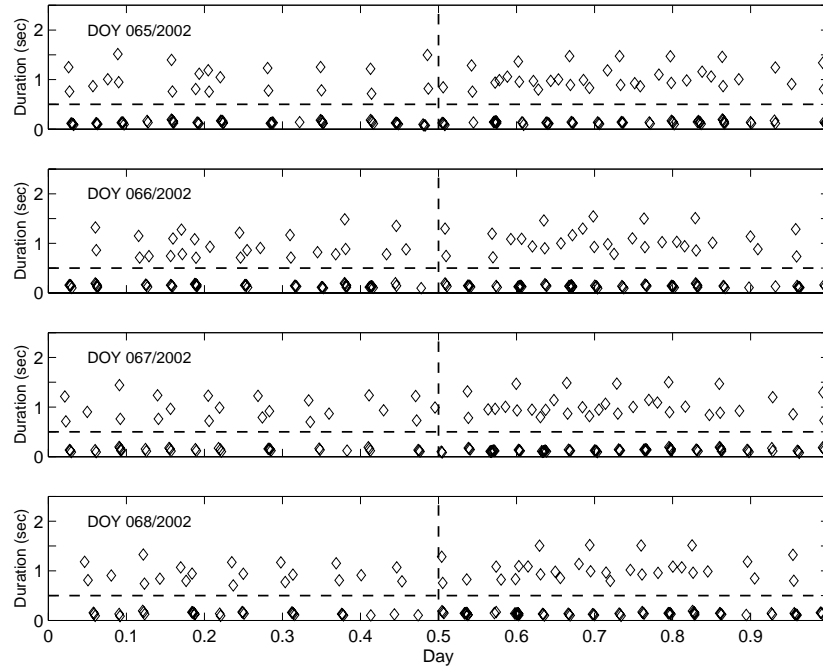 2
1
0
Duration (sec)
DOY 065/2002
2
1
0
Duration (sec)
DOY 066/2002
2
1
0
Duration (sec)
DOY 067/2002
2
1
0
Duration (sec)
DOY 068/2002
0 0.1 0.2 0.3 0.4 0.5 0.6 0.7 0.8 0.9
Day